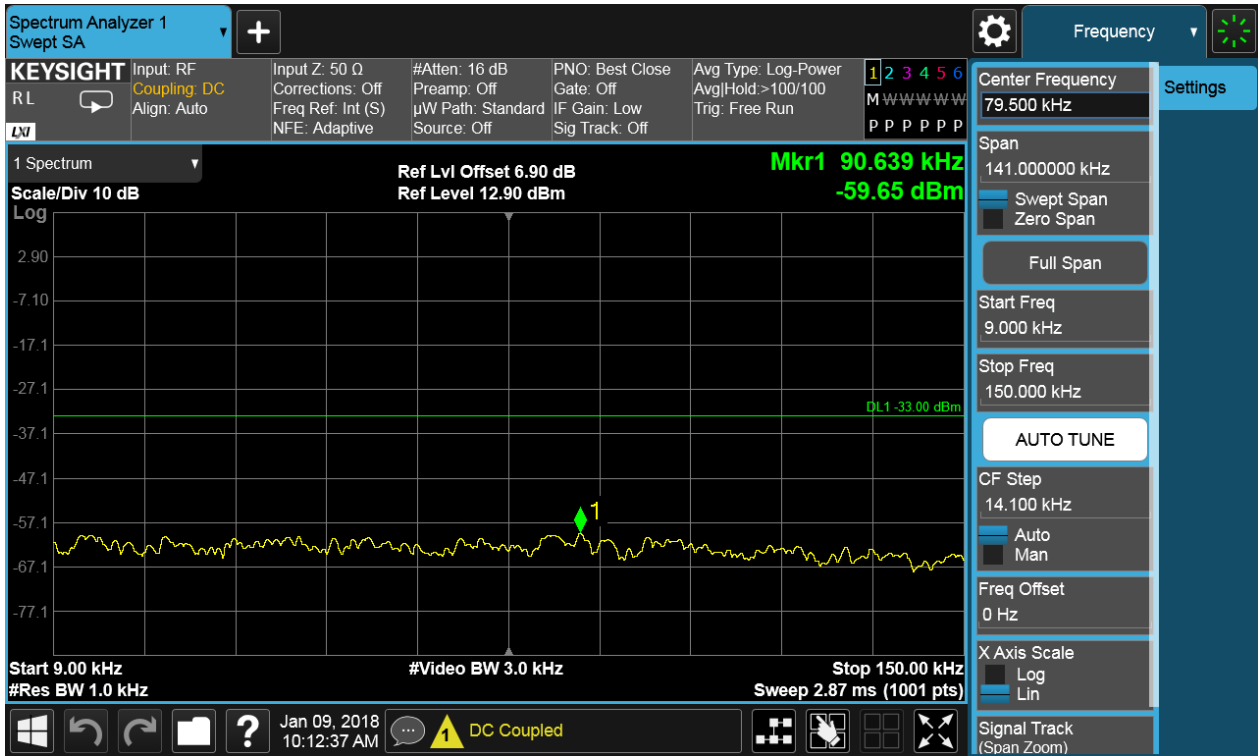 Spectrum Analyzer 1
Swept SA
+
Frequency
KEYSIGHT
RL
LXI
Input: RF
Coupling: DC
Align: Auto
Input Z: 50 Ω
Corrections: Off
Freq Ref: Int (S)
NFE: Adaptive
#Atten: 16 dB
Preamp: Off
µW Path: Standard
Source: Off
PNO: Best Close
Gate: Off
IF Gain: Low
Sig Track: Off
Avg Type: Log-Power
Avg|Hold:>100/100
Trig: Free Run
1 2 3 4 5 6
M W W W W W
P P P P P P
1 Spectrum
Scale/Div 10 dB
Log
Ref Lvl Offset 6.90 dB
Ref Level 12.90 dBm
Mkr1 90.639 kHz
-59.65 dBm
2.90
-7.10
-17.1
-27.1
DL1 -33.00 dBm
-37.1
-47.1
1
-57.1
-67.1
-77.1
Start 9.00 kHz
#Video BW 3.0 kHz
Stop 150.00 kHz
#Res BW 1.0 kHz
Sweep 2.87 ms (1001 pts)
Center Frequency
79.500 kHz
Settings
Span
141.000000 kHz
Swept Span
Zero Span
Full Span
Start Freq
9.000 kHz
Stop Freq
150.000 kHz
AUTO TUNE
CF Step
14.100 kHz
Auto
Man
Freq Offset
0 Hz
X Axis Scale
Log
Lin
Signal Track
(Span Zoom)
?
Jan 09, 2018
10:12:37 AM
1
DC Coupled